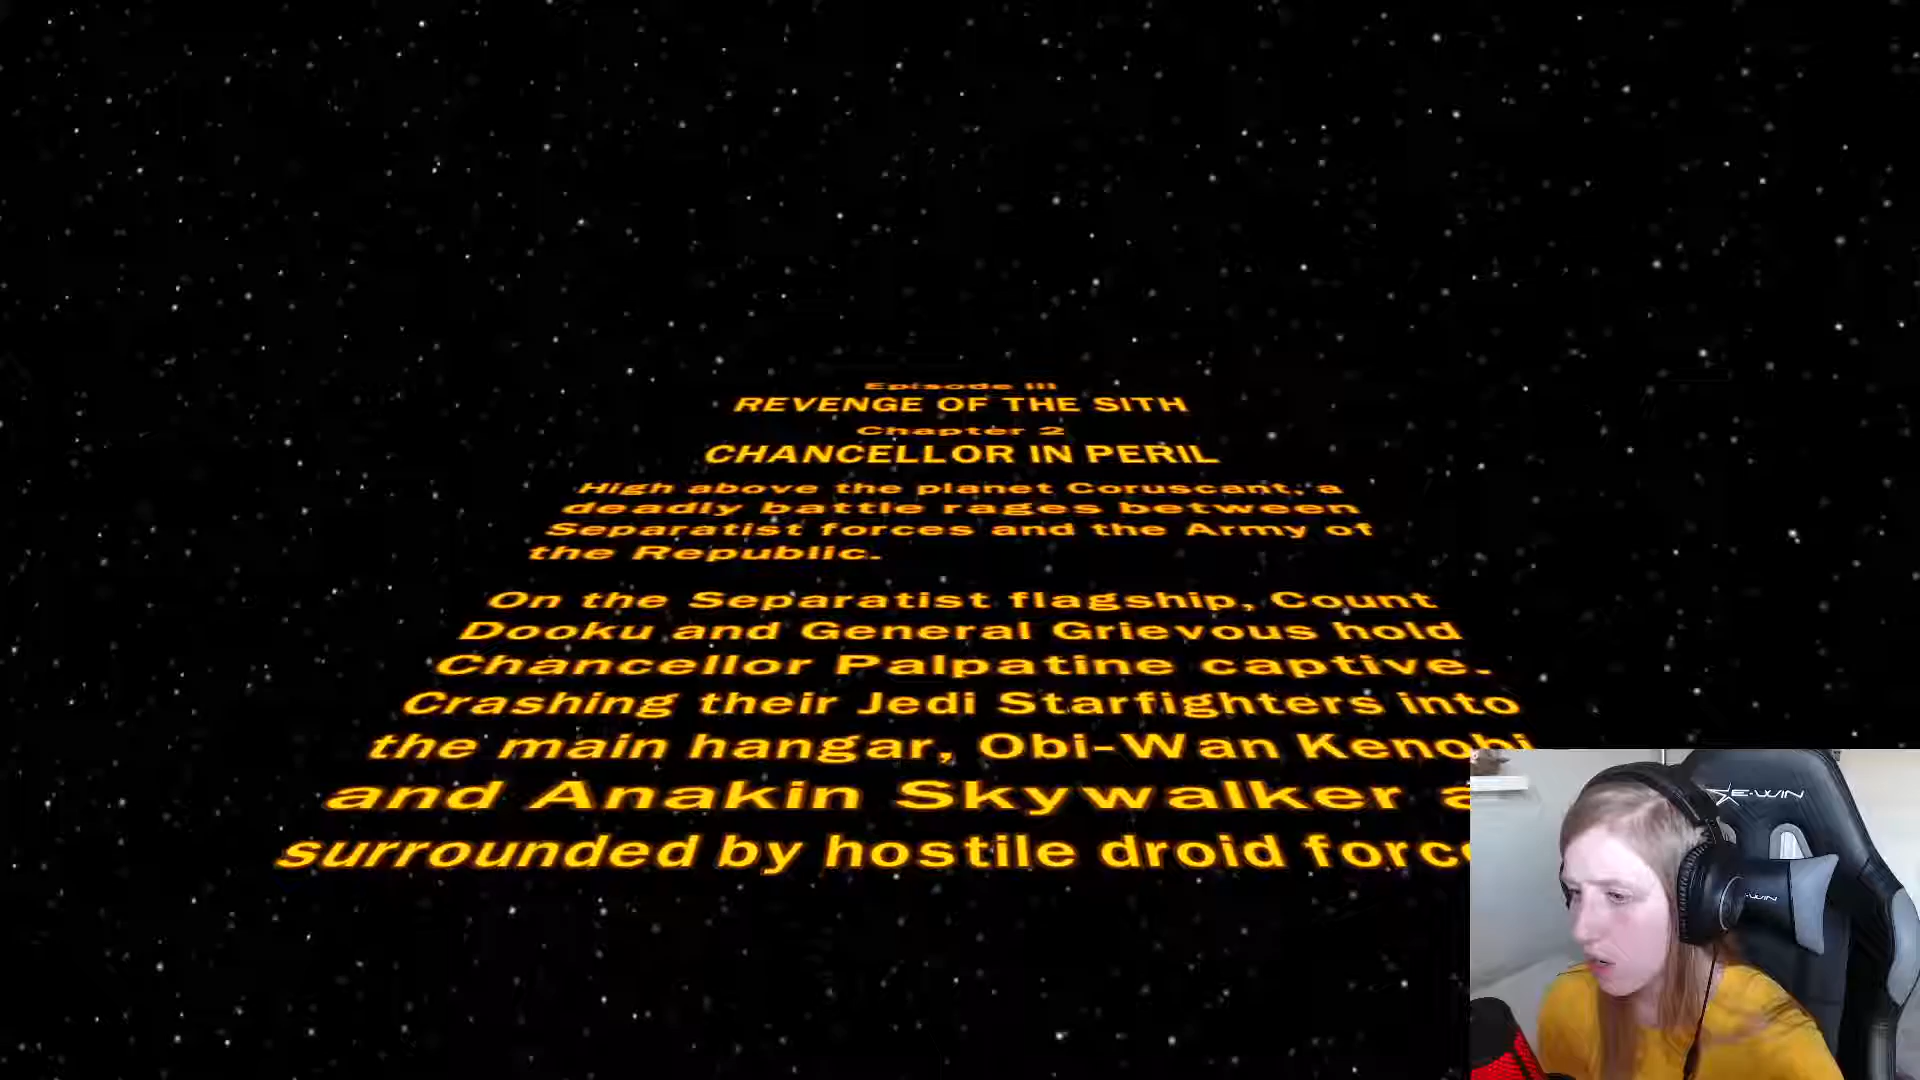 Episode III
REVENGE OF THE SITH
Chapter 2
CHANCELLOR IN PERIL
High above the planet Coruscant, a
deadly battle rages between
Separatist forces and the Army of
the Republic.
On the Separatist flagship, Count
Dooku and General Grievous hold
Chancellor Palpatine captive.
Crashing their Jedi Starfighters into
the main hangar, Obi-Wan Kenobi
and Anakin Skywalker
surrounded by hostile droid
E-WIN